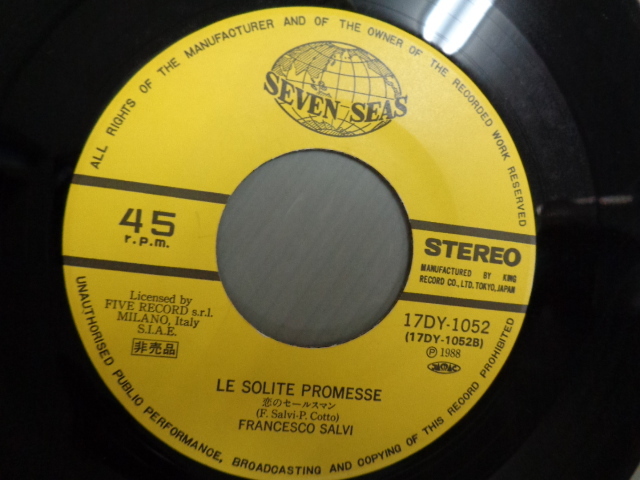 ALL RIGHTS OF THE MANUFACTURER AND OF THE OWNER OF THE RECORDED WORK RESERVED
SEVEN SEAS
45
r.p.m.
STEREO
MANUFACTURED BY KING
RECORD CO., LTD. TOKYO, JAPAN
Licensed by
FIVE RECORD s.r.l.
MILANO, Italy
S.I.A.E.
非売品
17DY-1052
(17DY-1052B)
Ⓟ 1988
LE SOLITE PROMESSE
恋のセールスマン
(F. Salvi-P. Cotto)
FRANCESCO SALVI
UNAUTHORISED PUBLIC PERFORMANCE, BROADCASTING AND COPYING OF THIS RECORD PROHIBITED